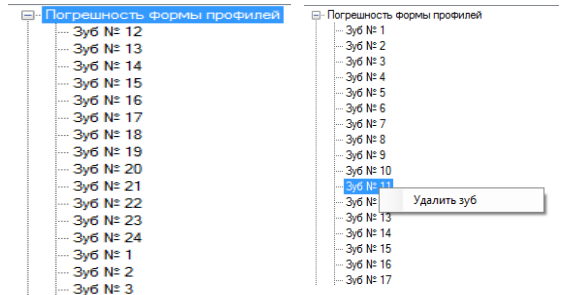 Погрешность формы профилей
Зуб № 12
Зуб № 13
Зуб № 14
Зуб № 15
Зуб № 16
Зуб № 17
Зуб № 18
Зуб № 19
Зуб № 20
Зуб № 21
Зуб № 22
Зуб № 23
Зуб № 24
Зуб № 1
Зуб № 2
Зуб № 3
Погрешность формы профилей
Зуб № 1
Зуб № 2
Зуб № 3
Зуб № 4
Зуб № 5
Зуб № 6
Зуб № 7
Зуб № 8
Зуб № 9
Зуб № 10
Зуб № 11
Зуб №
Удалить зуб
Зуб № 13
Зуб № 14
Зуб № 15
Зуб № 16
Зуб № 17